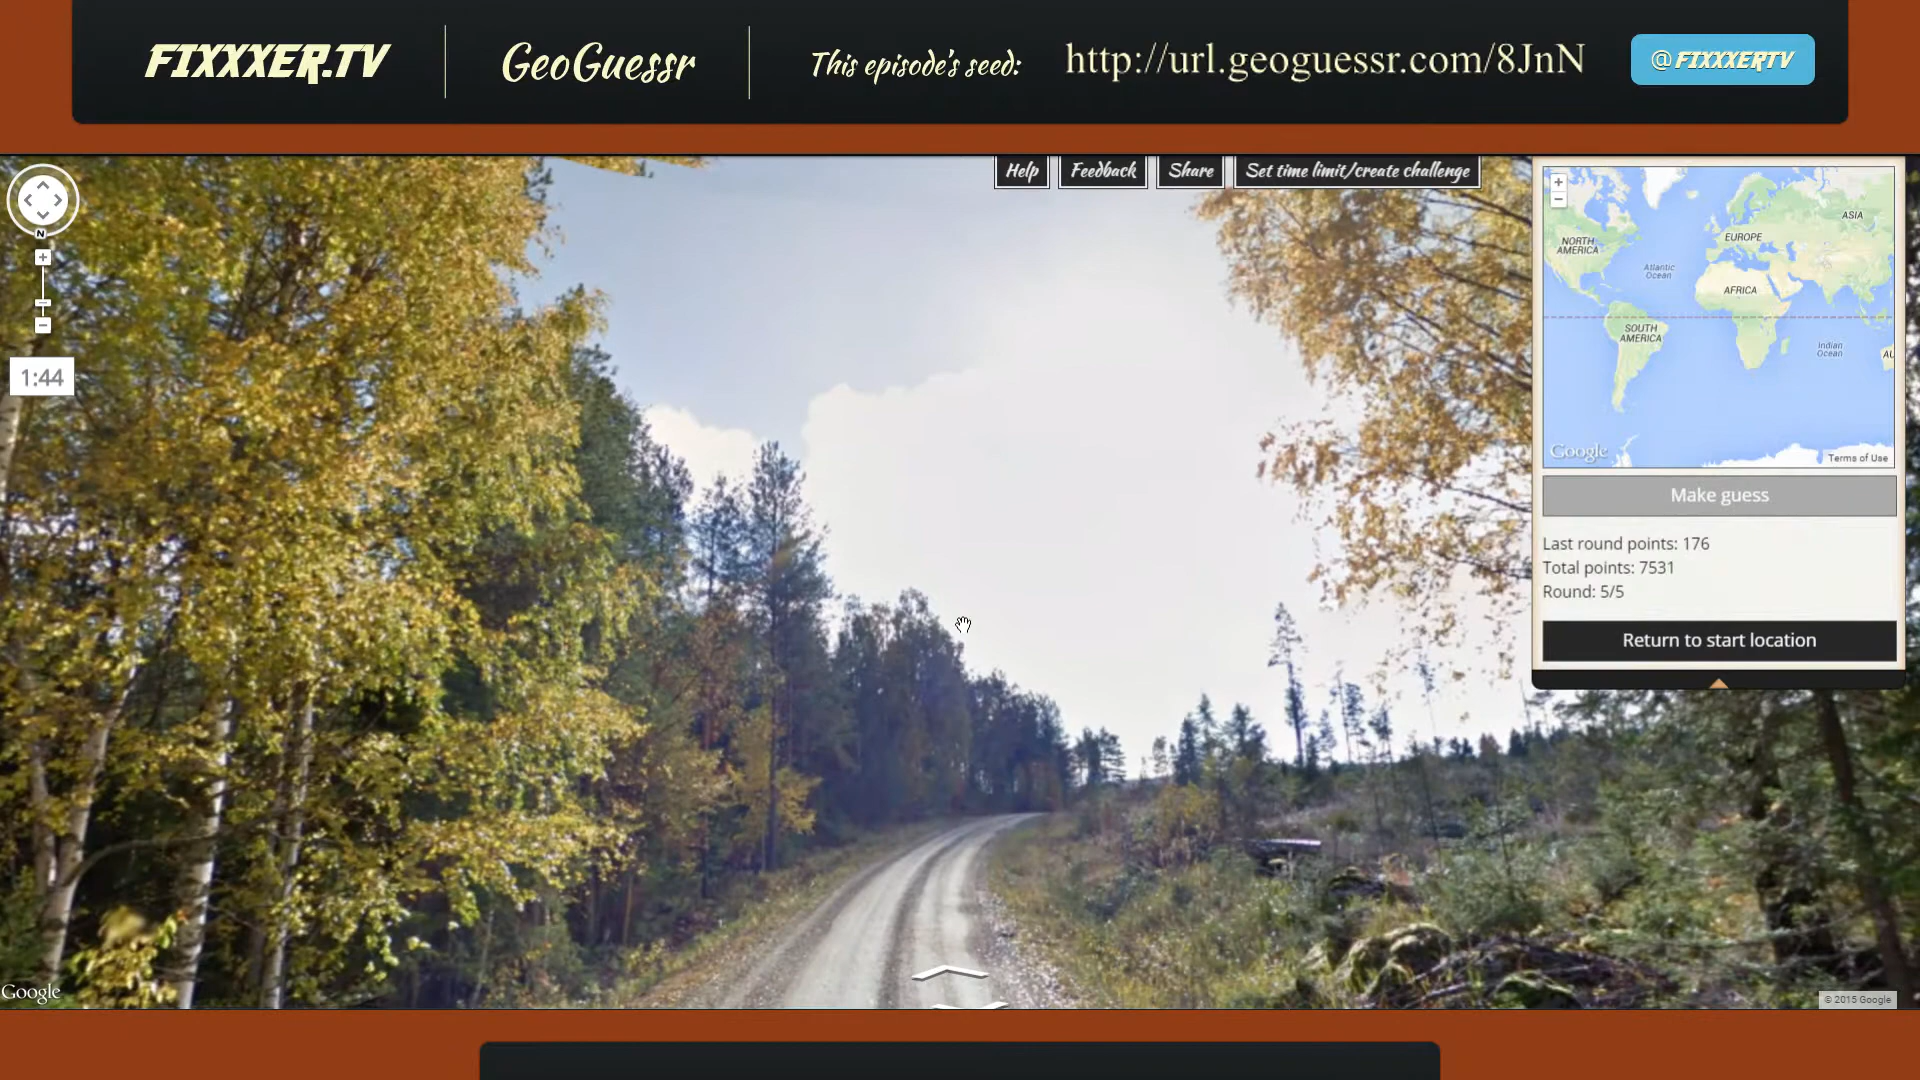 FIXXXER.TV
GeoGuessr
This episode's seed:
http://url.geoguessr.com/8JnN
@FIXXXERTV
Help
Feedback
Share
Set time limit/create challenge
N
1:44
NORTH
AMERICA
EUROPE
ASIA
Atlantic
Ocean
AFRICA
SOUTH
AMERICA
Indian
Ocean
AU
Google
Terms of Use
Make guess
Last round points: 176
Total points: 7531
Round: 5/5
Return to start location
Google
© 2015 Google